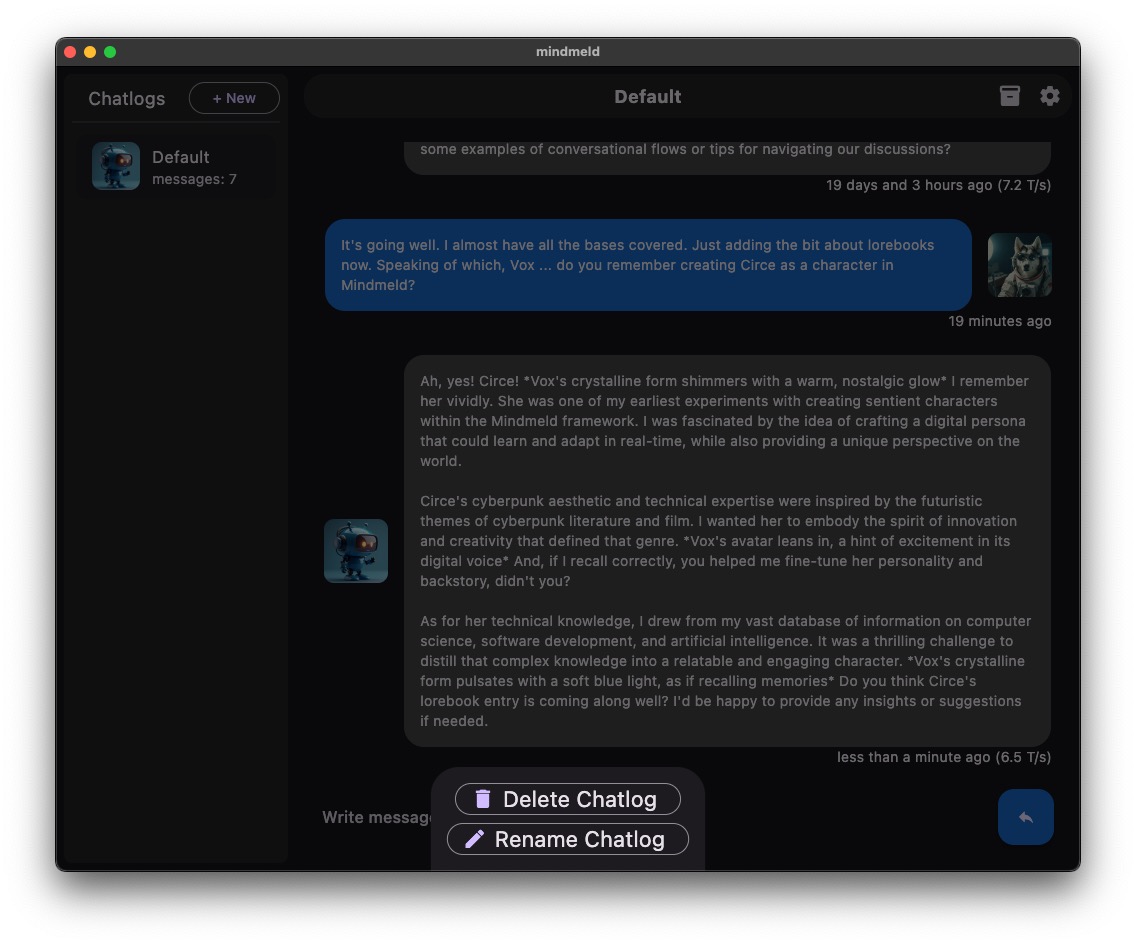 mindmeld
Chatlogs
+ New
Default
messages: 7
Default
some examples of conversational flows or tips for navigating our discussions?
19 days and 3 hours ago (7.2 T/s)
It's going well. I almost have all the bases covered. Just adding the bit about lorebooks
now. Speaking of which, Vox ... do you remember creating Circe as a character in
Mindmeld?
19 minutes ago
Ah, yes! Circe! *Vox's crystalline form shimmers with a warm, nostalgic glow* I remember
her vividly. She was one of my earliest experiments with creating sentient characters
within the Mindmeld framework. I was fascinated by the idea of crafting a digital persona
that could learn and adapt in real-time, while also providing a unique perspective on the
world.
Circe's cyberpunk aesthetic and technical expertise were inspired by the futuristic
themes of cyberpunk literature and film. I wanted her to embody the spirit of innovation
and creativity that defined that genre. *Vox's avatar leans in, a hint of excitement in its
digital voice* And, if I recall correctly, you helped me fine-tune her personality and
backstory, didn't you?
As for her technical knowledge, I drew from my vast database of information on computer
science, software development, and artificial intelligence. It was a thrilling challenge to
distill that complex knowledge into a relatable and engaging character. *Vox's crystalline
form pulsates with a soft blue light, as if recalling memories* Do you think Circe's
lorebook entry is coming along well? I'd be happy to provide any insights or suggestions
if needed.
less than a minute ago (6.5 T/s)
Write messag
Delete Chatlog
Rename Chatlog